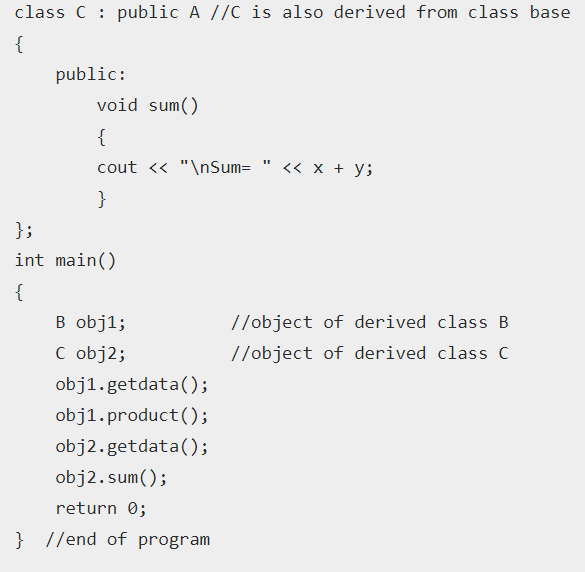 class C : public A //C is also derived from class base
{
    public:
        void sum()
        {
        cout << "\nSum= " << x + y;
        }
};
int main()
{
    B obj1;          //object of derived class B
    C obj2;          //object of derived class C
    obj1.getdata();
    obj1.product();
    obj2.getdata();
    obj2.sum();
    return 0;
}  //end of program